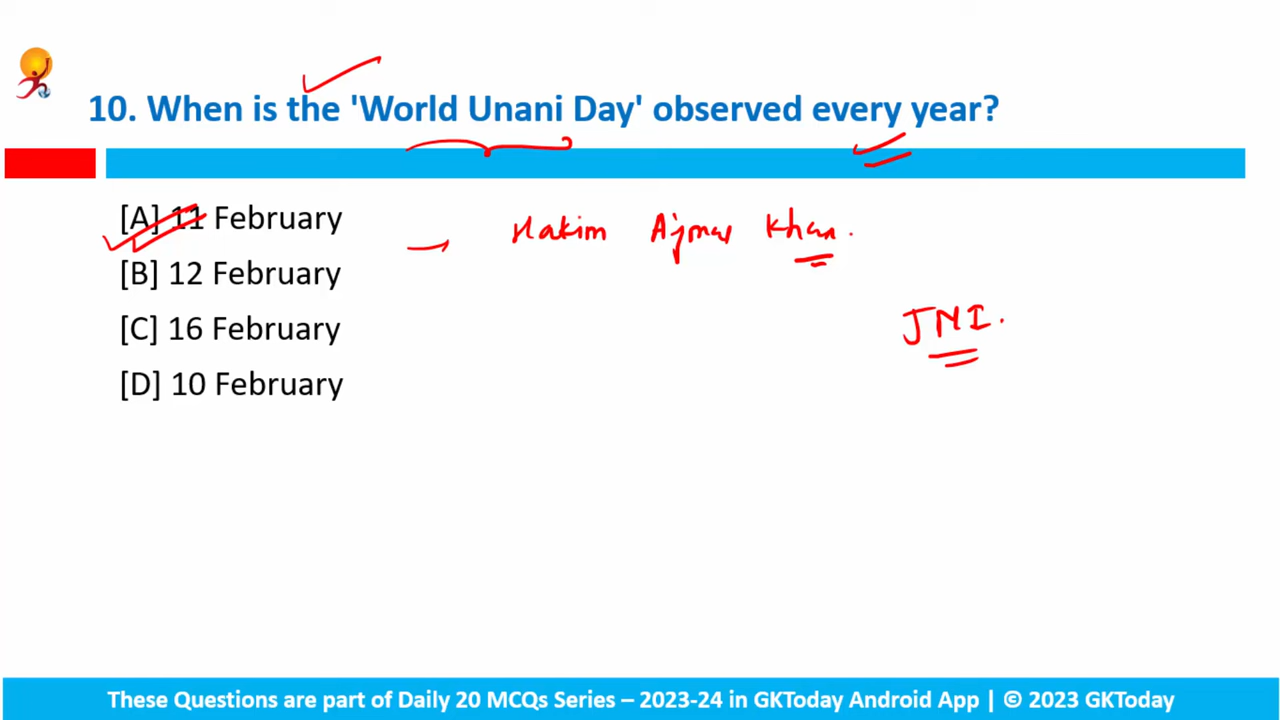 10. When is the 'World Unani Day' observed every year?
[A] 11 February
→ Hakim Ajmal Khan.
[B] 12 February
[C] 16 February
JMI.
[D] 10 February
These Questions are part of Daily 20 MCQs Series – 2023-24 in GKToday Android App | © 2023 GKToday